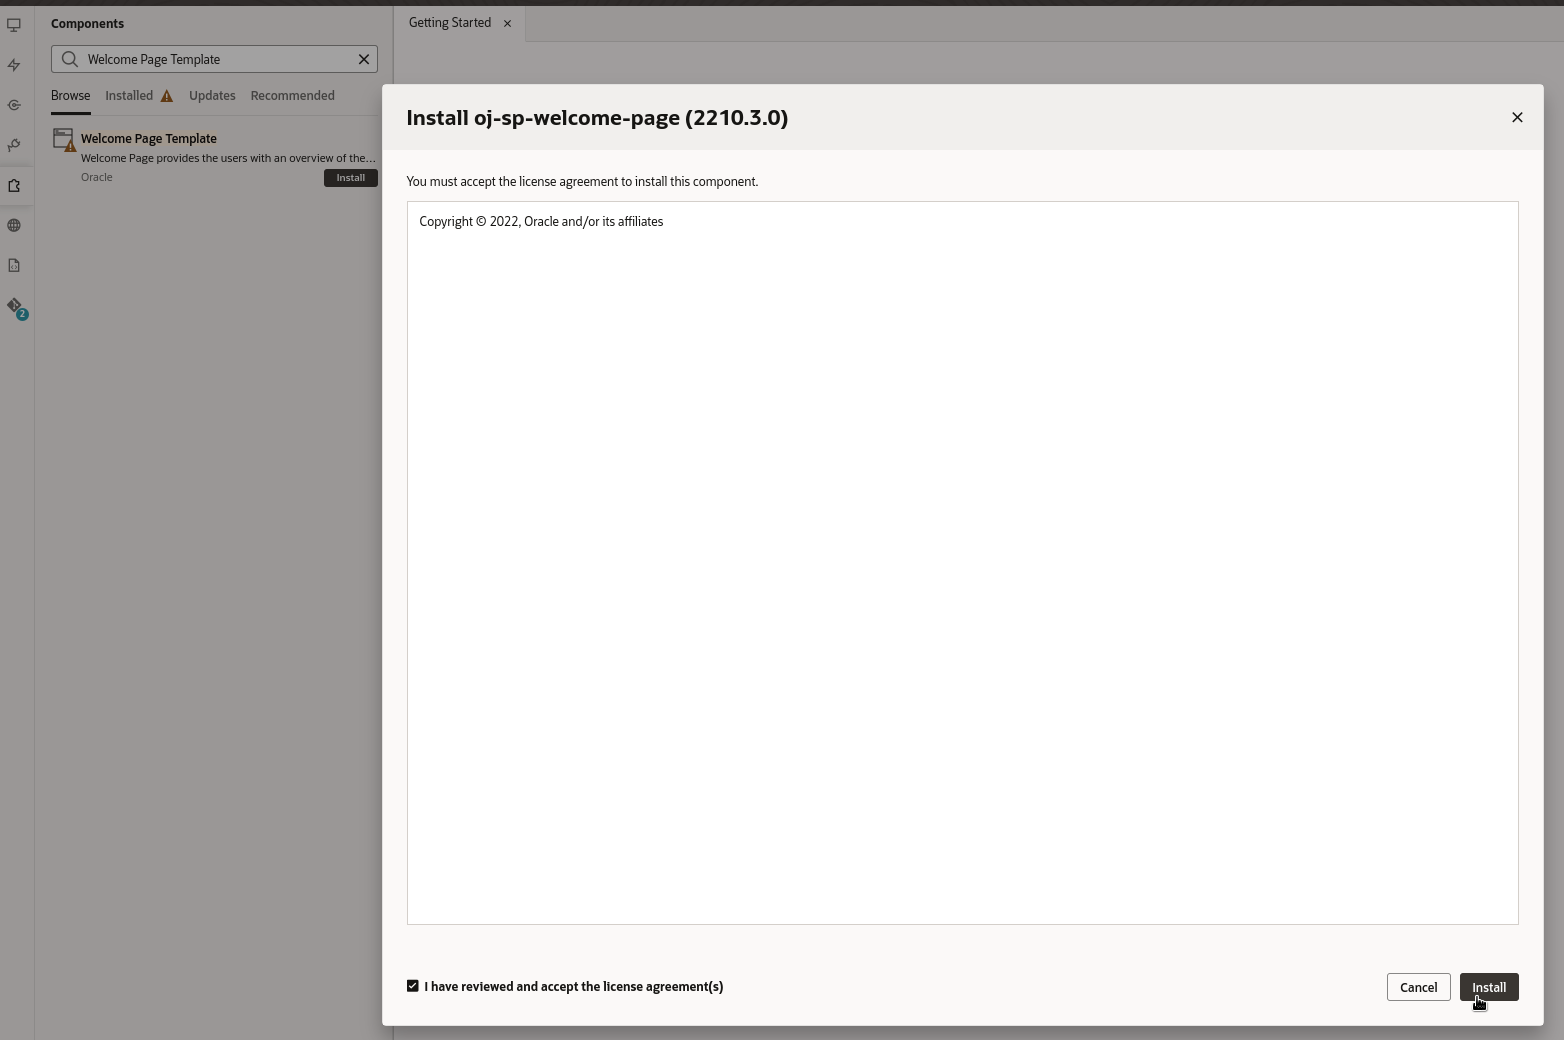 Components
Getting Started
Welcome Page Template
Browse Installed Updates Recommended
Welcome Page Template
Welcome Page provides the users with an overview of the...
Oracle
Install
2
Install oj-sp-welcome-page (2210.3.0)
You must accept the license agreement to install this component.
Copyright © 2022, Oracle and/or its affiliates
I have reviewed and accept the license agreement(s)
Cancel
Install